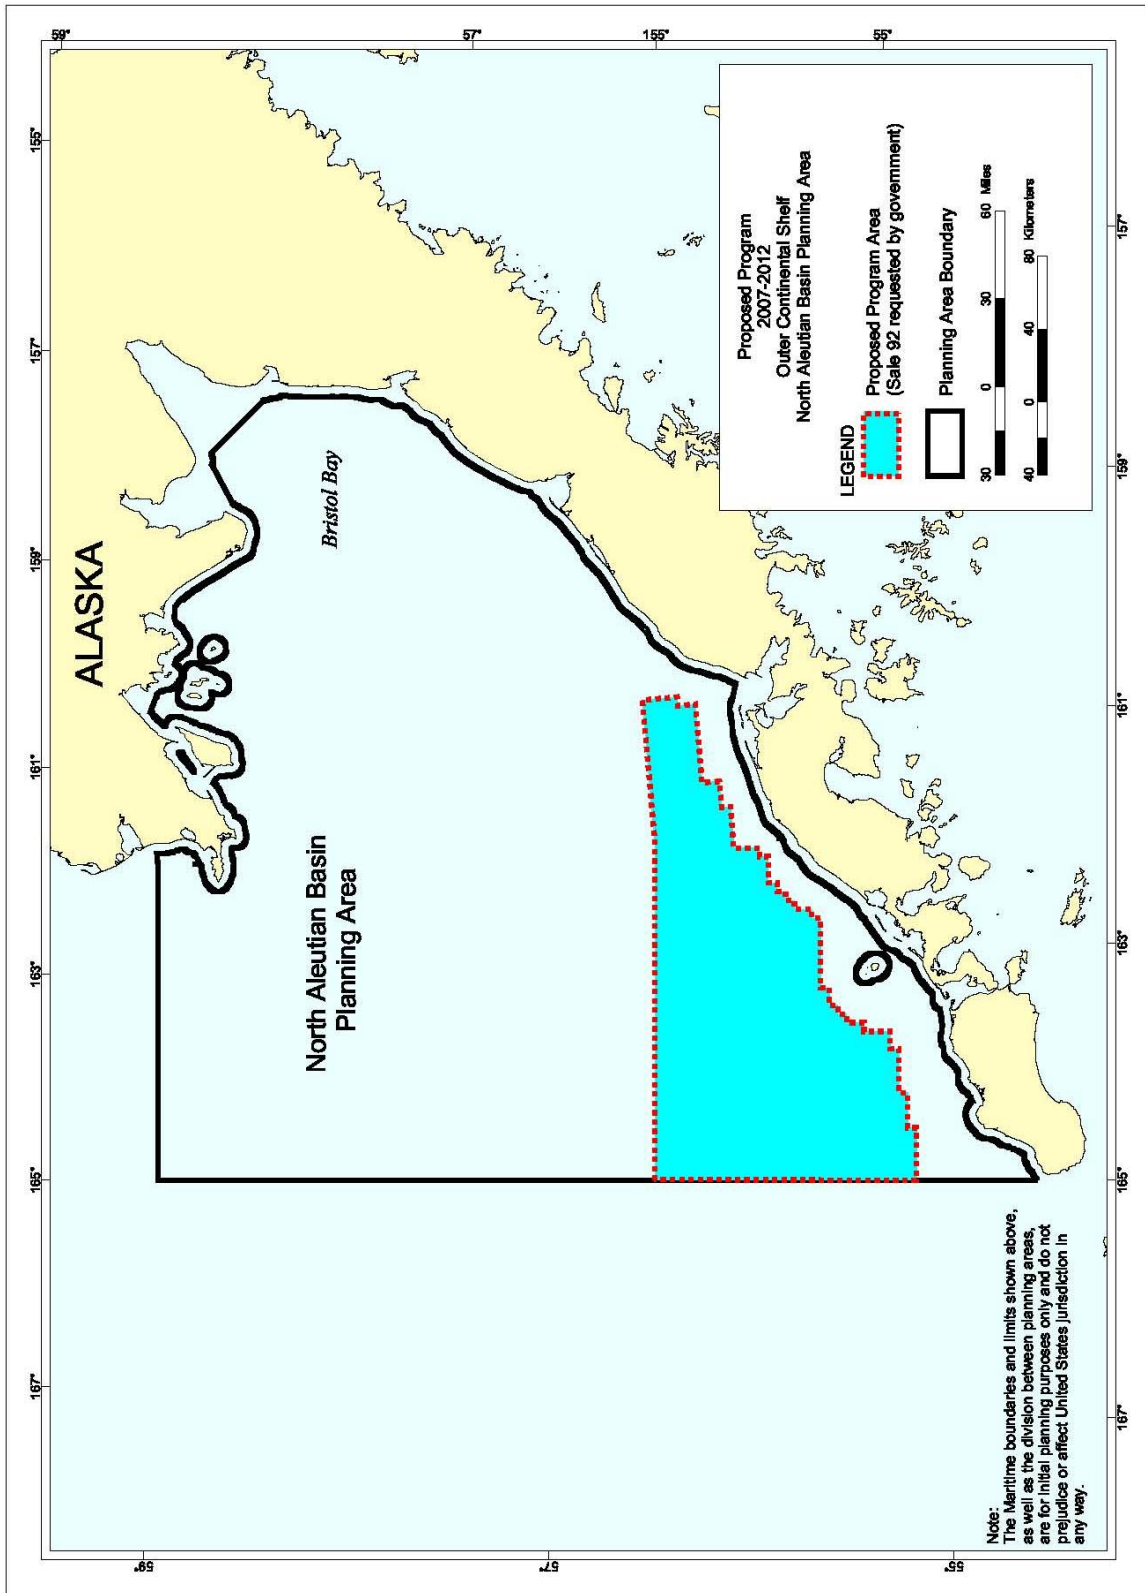 59°
57°
155°
55°
155°
157°
159°
161°
163°
165°
167°
ALASKA
Bristol Bay
North Aleutian Basin
Planning Area
Proposed Program
2007-2012
Outer Continental Shelf
North Aleutian Basin Planning Area
LEGEND
Proposed Program Area
(Sale 92 requested by government)
Planning Area Boundary
30 0 30 60 Miles
40 0 40 80 Kilometers
157°
159°
161°
163°
165°
167°
59°
57°
55°
Note:
The Maritime boundaries and limits shown above,
as well as the division between planning areas,
are for initial planning purposes only and do not
prejudice or affect United States jurisdiction in
any way.